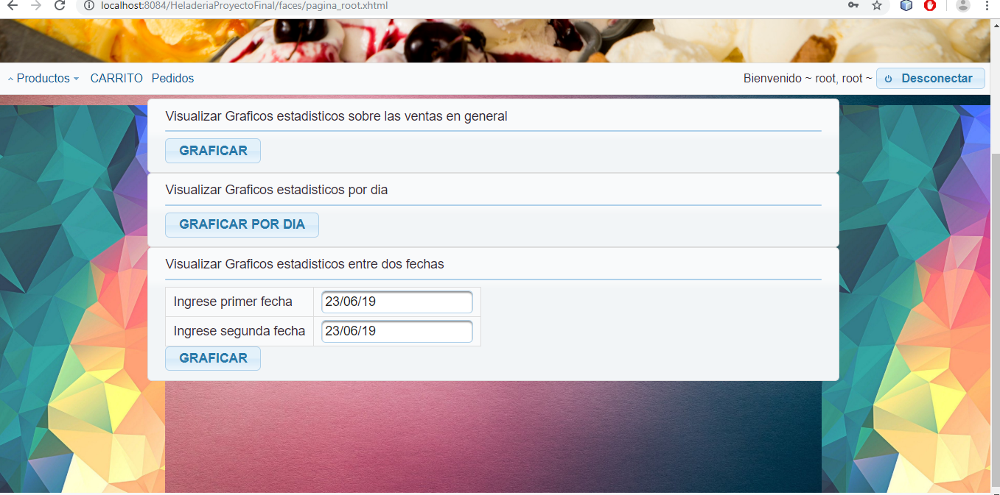 localhost:8084/HeladeriaProyectoFinal/faces/pagina_root.xhtml
Productos CARRITO Pedidos Bienvenido ~ root, root ~ Desconectar
Visualizar Graficos estadisticos sobre las ventas en general
GRAFICAR
Visualizar Graficos estadisticos por dia
GRAFICAR POR DIA
Visualizar Graficos estadisticos entre dos fechas
Ingrese primer fecha 23/06/19
Ingrese segunda fecha 23/06/19
GRAFICAR